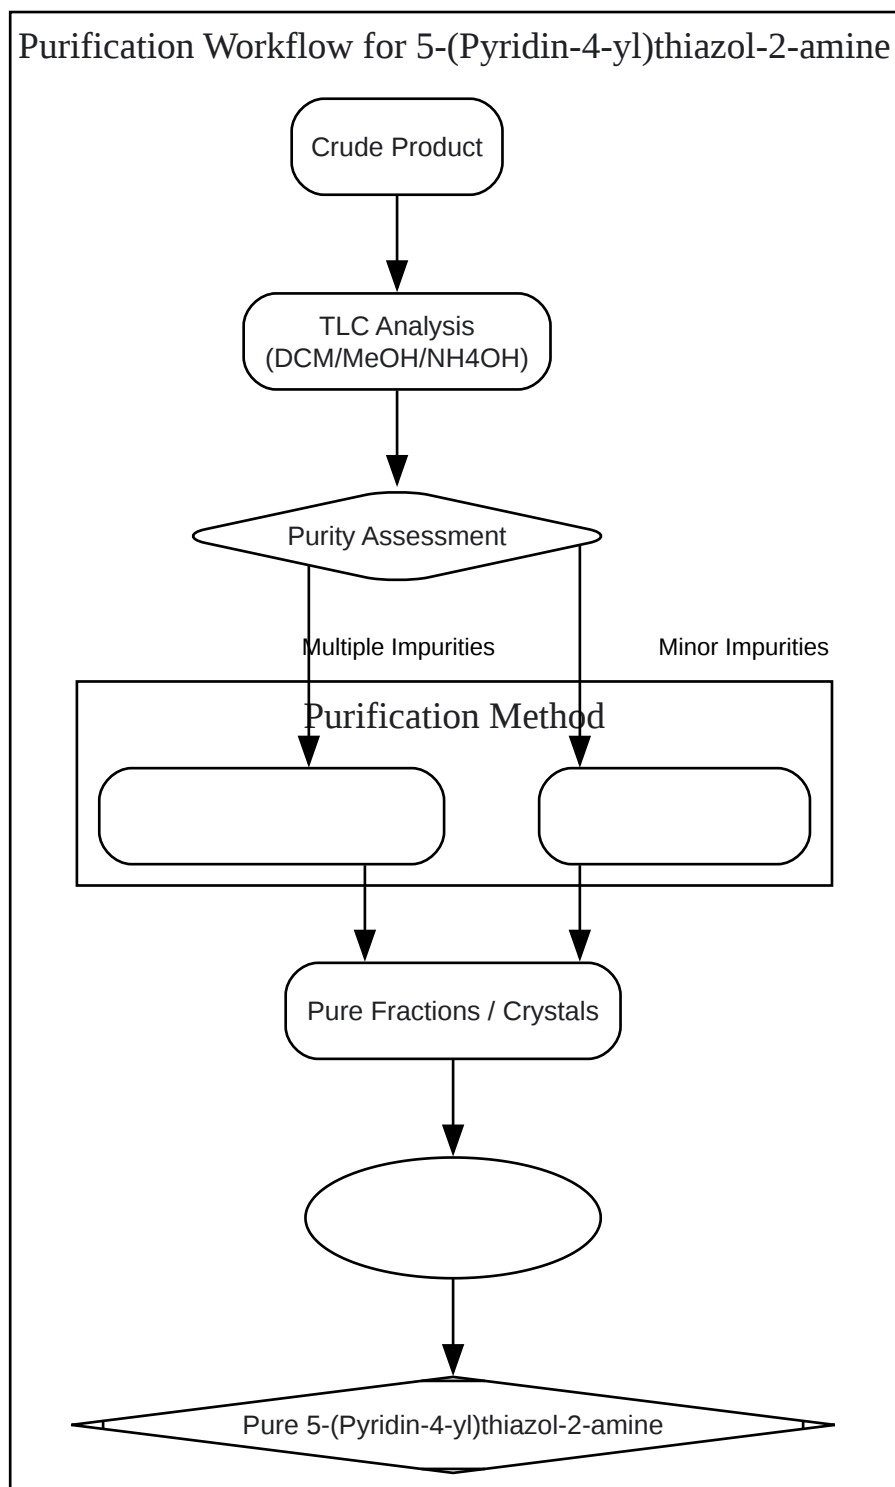 Purification Workflow for 5-(Pyridin-4-yl)thiazol-2-amine
Crude Product
TLC Analysis
(DCM/MeOH/NH4OH)
Purity Assessment
Multiple Impurities
Minor Impurities
Purification Method
Pure Fractions / Crystals
Pure 5-(Pyridin-4-yl)thiazol-2-amine